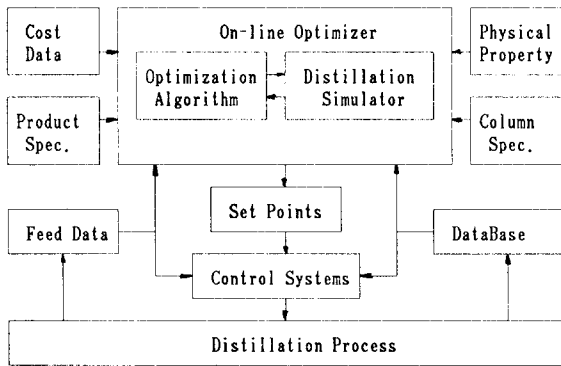 Cost
Data
On-line Optimizer
Physical
Property
Optimization
Algorithm
Distillation
Simulator
Product
Spec.
Column
Spec.
Set Points
Feed Data
DataBase
Control Systems
Distillation Process